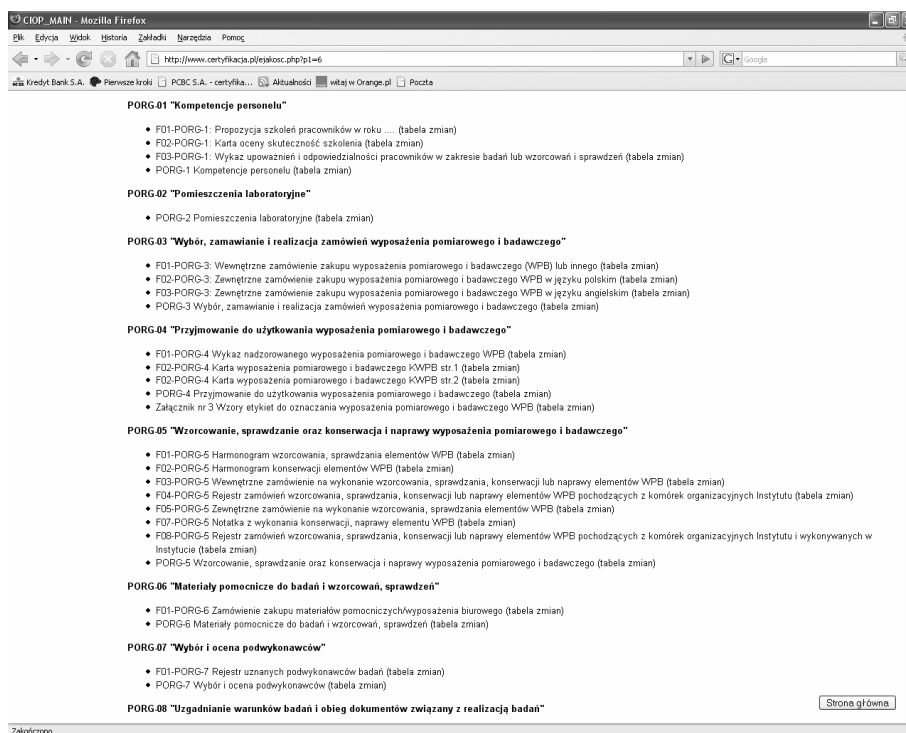 CIOP_MAIN - Mozilla Firefox
Plik Edycja Widok Historia Zakładki Narzędzia Pomoc
http://www.certyfikacja.pl/ejakosc.php?p1=6
Google
Kredyt Bank S.A. Pierwsze kroki PCBC S.A. - certyfika... Aktualności witaj w Orange.pl Poczta
PORG-01 "Kompetencje personelu"
F01-PORG-1: Propozycja szkoleń pracowników w roku .... (tabela zmian)
F02-PORG-1: Karta oceny skuteczność szkolenia (tabela zmian)
F03-PORG-1: Wykaz upoważnień i odpowiedzialności pracowników w zakresie badań lub wzorcowań i sprawdzeń (tabela zmian)
PORG-1 Kompetencje personelu (tabela zmian)
PORG-02 "Pomieszczenia laboratoryjne"
PORG-2 Pomieszczenia laboratoryjne (tabela zmian)
PORG-03 "Wybór, zamawianie i realizacja zamówień wyposażenia pomiarowego i badawczego"
F01-PORG-3: Wewnętrzne zamówienie zakupu wyposażenia pomiarowego i badawczego (WPB) lub innego (tabela zmian)
F02-PORG-3: Zewnętrzne zamówienie zakupu wyposażenia pomiarowego i badawczego WPB w języku polskim (tabela zmian)
F03-PORG-3: Zewnętrzne zamówienie zakupu wyposażenia pomiarowego i badawczego WPB w języku angielskim (tabela zmian)
PORG-3 Wybór, zamawianie i realizacja zamówień wyposażenia pomiarowego i badawczego (tabela zmian)
PORG-04 "Przyjmowanie do użytkowania wyposażenia pomiarowego i badawczego"
F01-PORG-4 Wykaz nadzorowanego wyposażenia pomiarowego i badawczego WPB (tabela zmian)
F02-PORG-4 Karta wyposażenia pomiarowego i badawczego KWPB str.1 (tabela zmian)
F02-PORG-4 Karta wyposażenia pomiarowego i badawczego KWPB str.2 (tabela zmian)
PORG-4 Przyjmowanie do użytkowania wyposażenia pomiarowego i badawczego (tabela zmian)
Załącznik nr 3 Wzory etykiet do oznaczania wyposażenia pomiarowego i badawczego WPB (tabela zmian)
PORG-05 "Wzorcowanie, sprawdzanie oraz konserwacja i naprawy wyposażenia pomiarowego i badawczego"
F01-PORG-5 Harmonogram wzorcowania, sprawdzania elementów WPB (tabela zmian)
F02-PORG-5 Harmonogram konserwacji elementów WPB (tabela zmian)
F03-PORG-5 Wewnętrzne zamówienie na wykonanie wzorcowania, sprawdzania, konserwacji lub naprawy elementów WPB (tabela zmian)
F04-PORG-5 Rejestr zamówień wzorcowania, sprawdzania, konserwacji lub naprawy elementów WPB pochodzących z komórek organizacyjnych Instytutu (tabela zmian)
F05-PORG-5 Zewnętrzne zamówienie na wykonanie wzorcowania, sprawdzania elementów WPB (tabela zmian)
F07-PORG-5 Notatka z wykonania konserwacji, naprawy elementu WPB (tabela zmian)
F08-PORG-5 Rejestr zamówień wzorcowania, sprawdzania, konserwacji lub naprawy elementów WPB pochodzących z komórek organizacyjnych Instytutu i wykonywanych w
Instytucie (tabela zmian)
PORG-5 Wzorcowanie, sprawdzanie oraz konserwacja i naprawy wyposażenia pomiarowego i badawczego (tabela zmian)
PORG-06 "Materiały pomocnicze do badań i wzorcowań, sprawdzeń"
F01-PORG-6 Zamówienie zakupu materiałów pomocniczych/wyposażenia biurowego (tabela zmian)
PORG-6 Materiały pomocnicze do badań i wzorcowań, sprawdzeń (tabela zmian)
PORG-07 "Wybór i ocena podwykonawców"
F01-PORG-7 Rejestr uznanych podwykonawców badań (tabela zmian)
PORG-7 Wybór i ocena podwykonawców (tabela zmian)
PORG-08 "Uzgadnianie warunków badań i obieg dokumentów związany z realizacją badań"
Strona główna
Zakończono